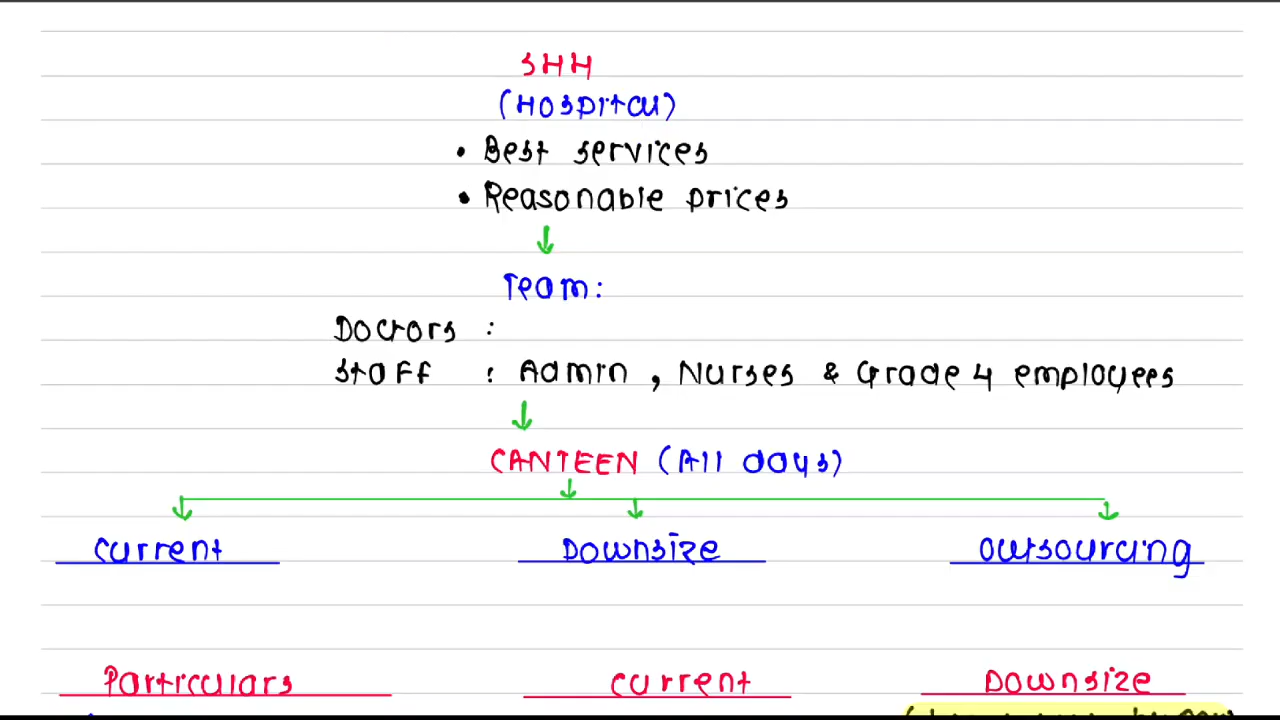 SHH
(Hospital)
• Best services
• Reasonable prices
Team:
Doctors :
Staff : Admin, Nurses & Grade 4 employees
CANTEEN (All days)
Current Downsize Outsourcing
Particulars Current Downsize